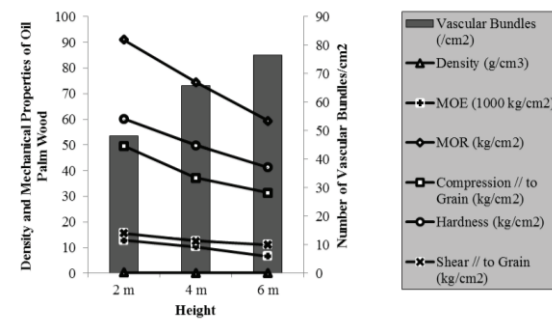 Density and Mechanical Properties of Oil
Palm Wood
100
90
80
70
60
50
40
30
20
10
0
2 m
4 m
6 m
Height
90
80
70
60
50
40
30
20
10
0
Number of Vascular Bundles/cm2
Vascular Bundles
(/cm2)
Density (g/cm3)
MOE (1000 kg/cm2)
MOR (kg/cm2)
Compression // to
Grain (kg/cm2)
Hardness (kg/cm2)
Shear // to Grain
(kg/cm2)